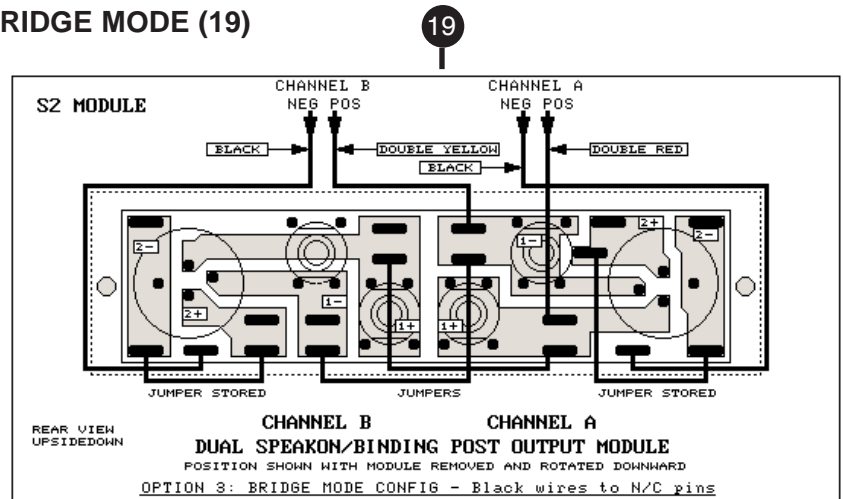 RIDGE MODE (19)
19
S2 MODULE
CHANNEL B
NEG POS
CHANNEL A
NEG POS
BLACK
DOUBLE YELLOW
BLACK
DOUBLE RED
2-
2+
1-
1+
1+
1-
2+
2-
JUMPER STORED
JUMPERS
JUMPER STORED
REAR VIEW
UPSIDEDOWN
CHANNEL B
CHANNEL A
DUAL SPEAKON/BINDING POST OUTPUT MODULE
POSITION SHOWN WITH MODULE REMOVED AND ROTATED DOWNWARD
OPTION 3: BRIDGE MODE CONFIG - Black wires to N/C pins